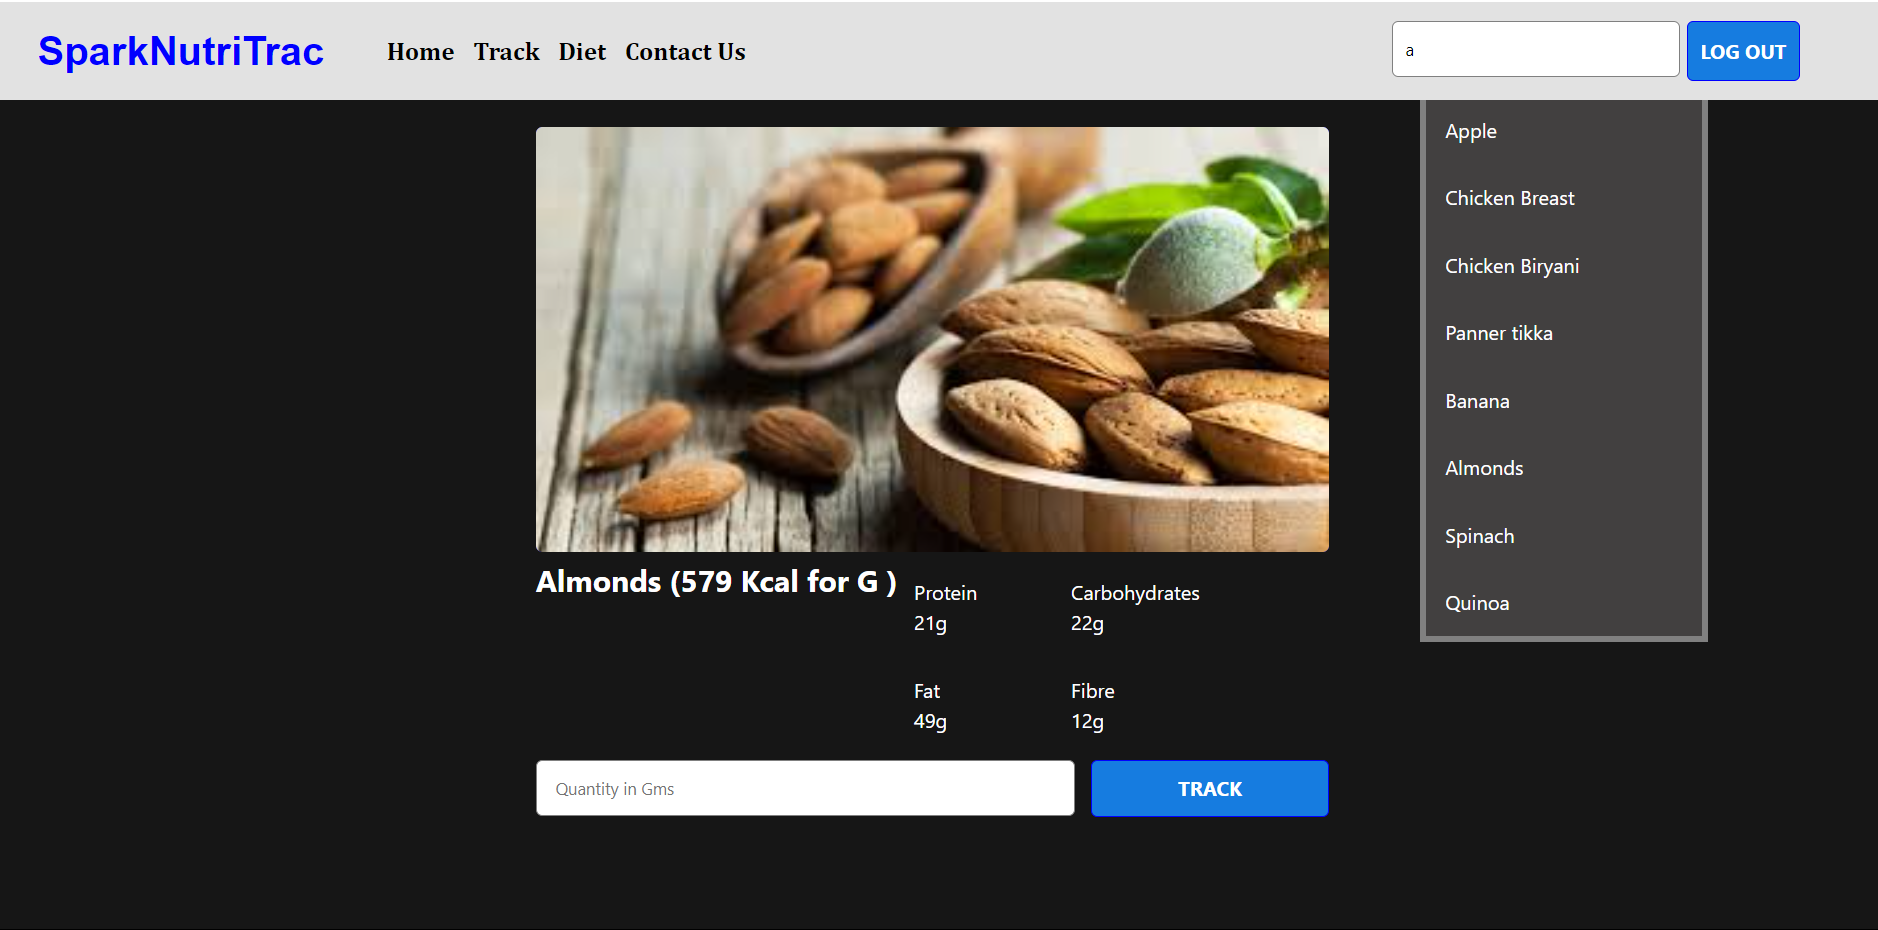 SparkNutriTrac
Home Track Diet Contact Us
a
LOG OUT
Apple
Chicken Breast
Chicken Biryani
Panner tikka
Banana
Almonds
Spinach
Quinoa
Almonds (579 Kcal for G )
Protein
21g
Carbohydrates
22g
Fat
49g
Fibre
12g
Quantity in Gms
TRACK